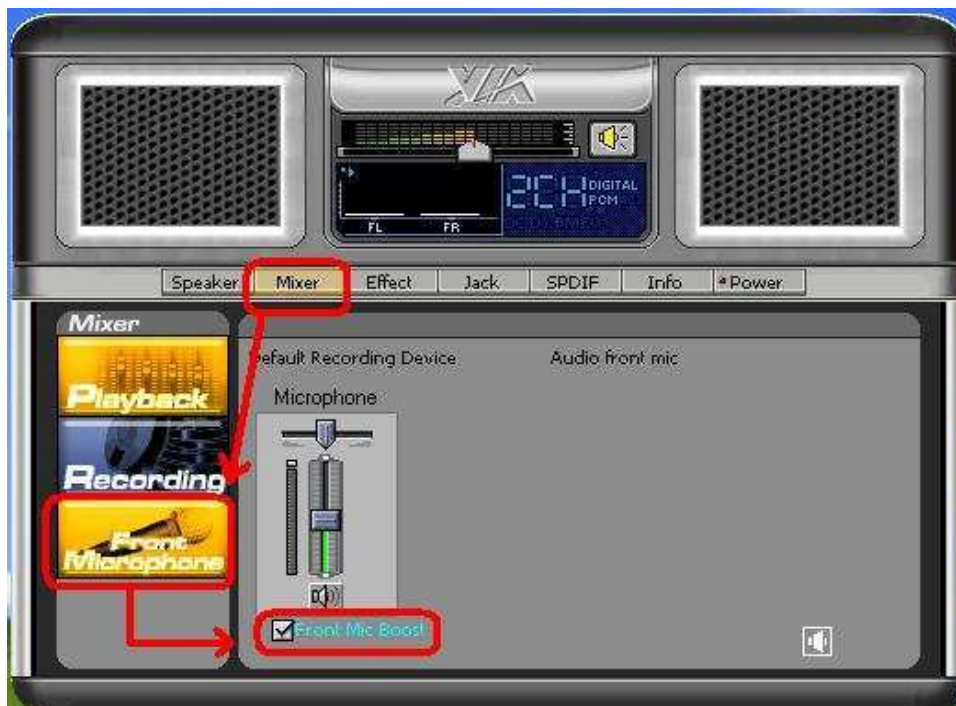 VIA
2CH DIGITAL
PCM
FL FR
Speaker Mixer Effect Jack SPDIF Info Power
Mixer
Default Recording Device Audio front mic
Playback
Microphone
Recording
Front
Microphone
Front Mic Boost